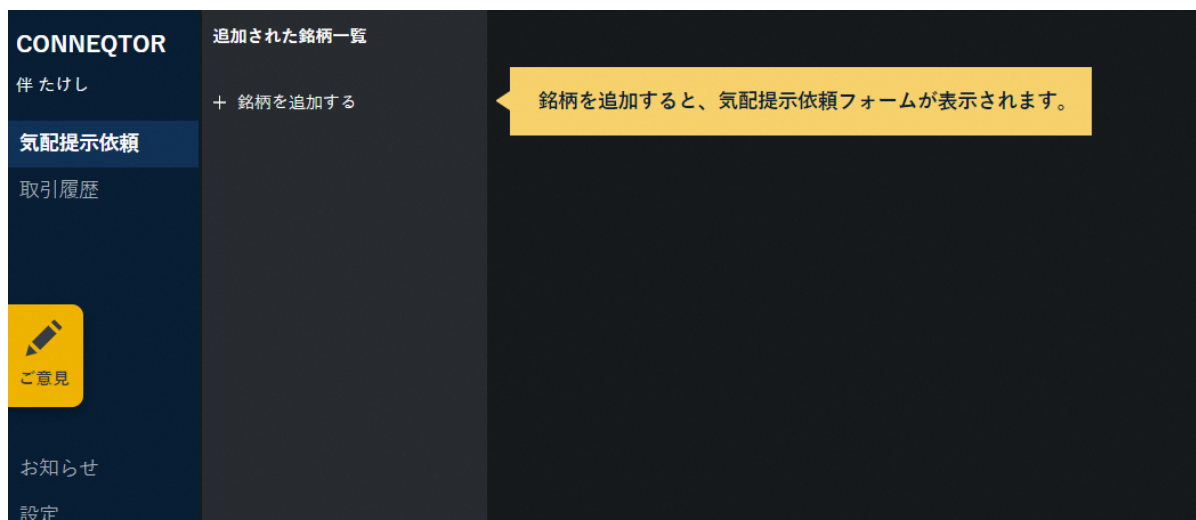 CONNEQTOR
伴 たけし
気配提示依頼
取引履歴
ご意見
お知らせ
設定
追加された銘柄一覧
＋ 銘柄を追加する
銘柄を追加すると、気配提示依頼フォームが表示されます。